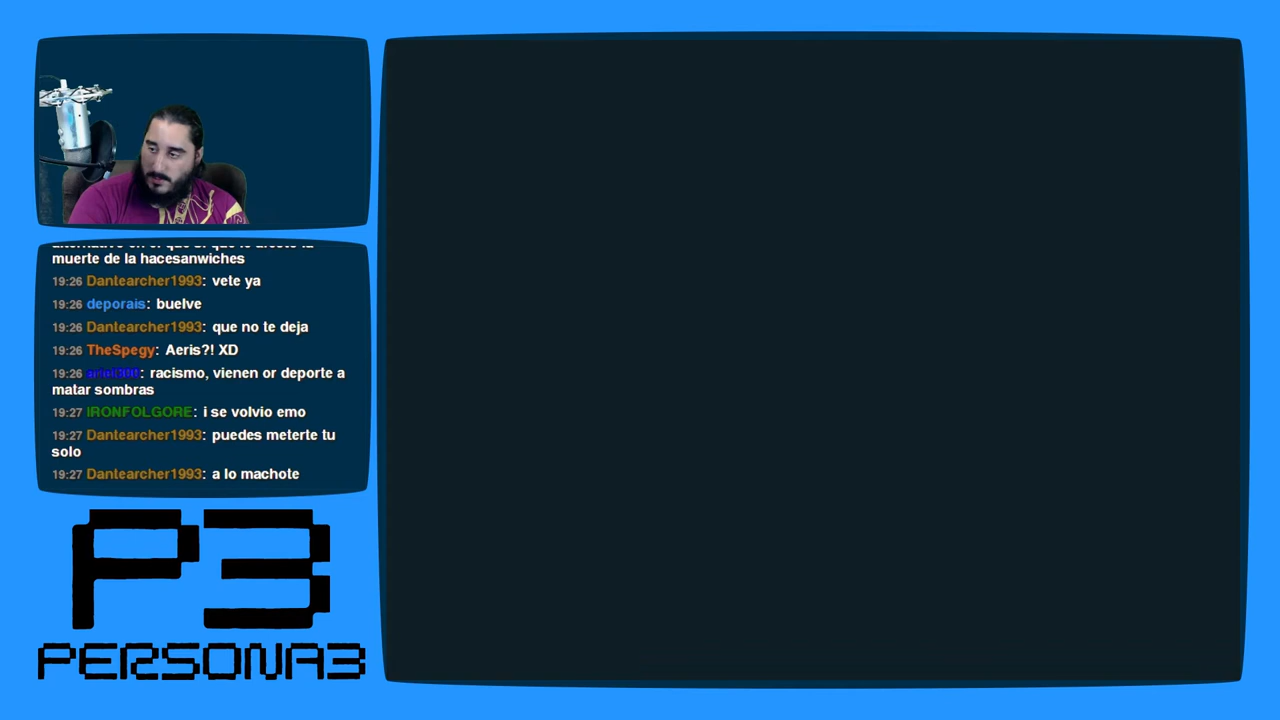 muerte de la hacesanwiches
19:26 Dantearcher1993: vete ya
19:26 deporais: buelve
19:26 Dantearcher1993: que no te deja
19:26 TheSpegy: Aeris?! XD
19:26 : racismo, vienen or deporte a
matar sombras
19:27 IRONFOLGORE: i se volvio emo
19:27 Dantearcher1993: puedes meterte tu
solo
19:27 Dantearcher1993: a lo machote
P3
PERSONA3